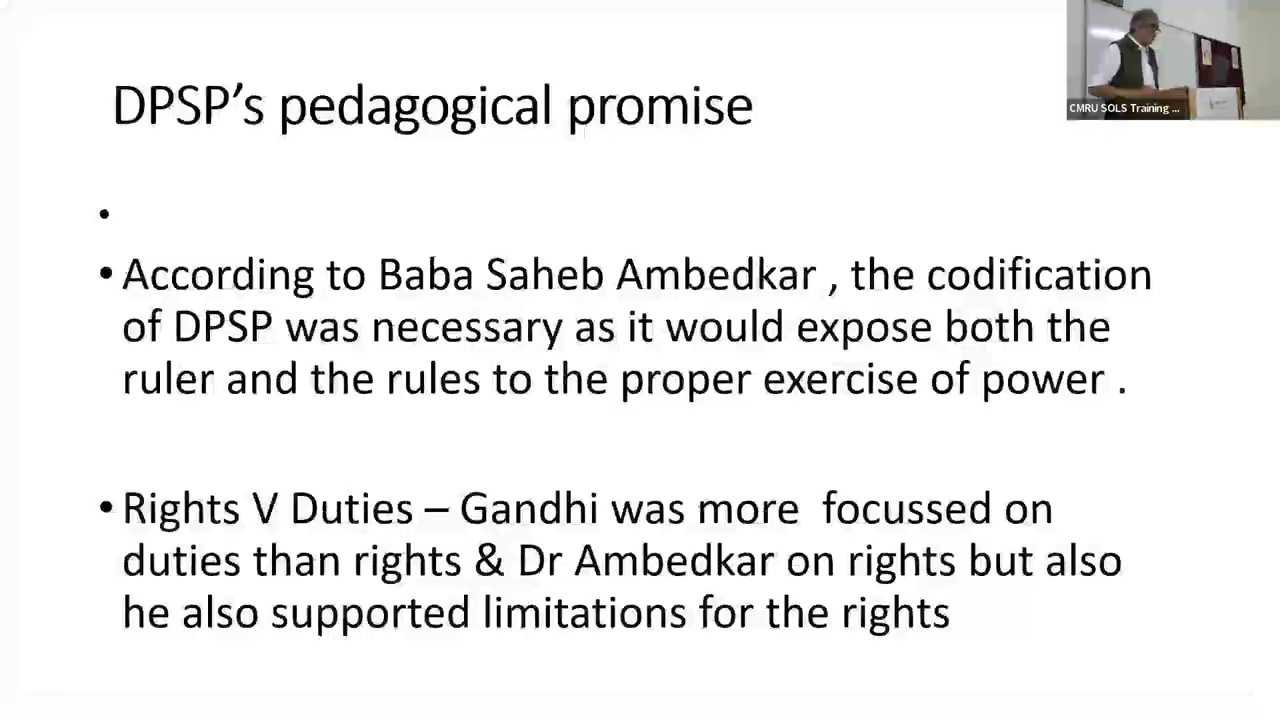 DPSP's pedagogical promise
CMRU SOLS Training ...
•
• According to Baba Saheb Ambedkar , the codification
of DPSP was necessary as it would expose both the
ruler and the rules to the proper exercise of power .
• Rights V Duties – Gandhi was more  focussed on
duties than rights & Dr Ambedkar on rights but also
he also supported limitations for the rights